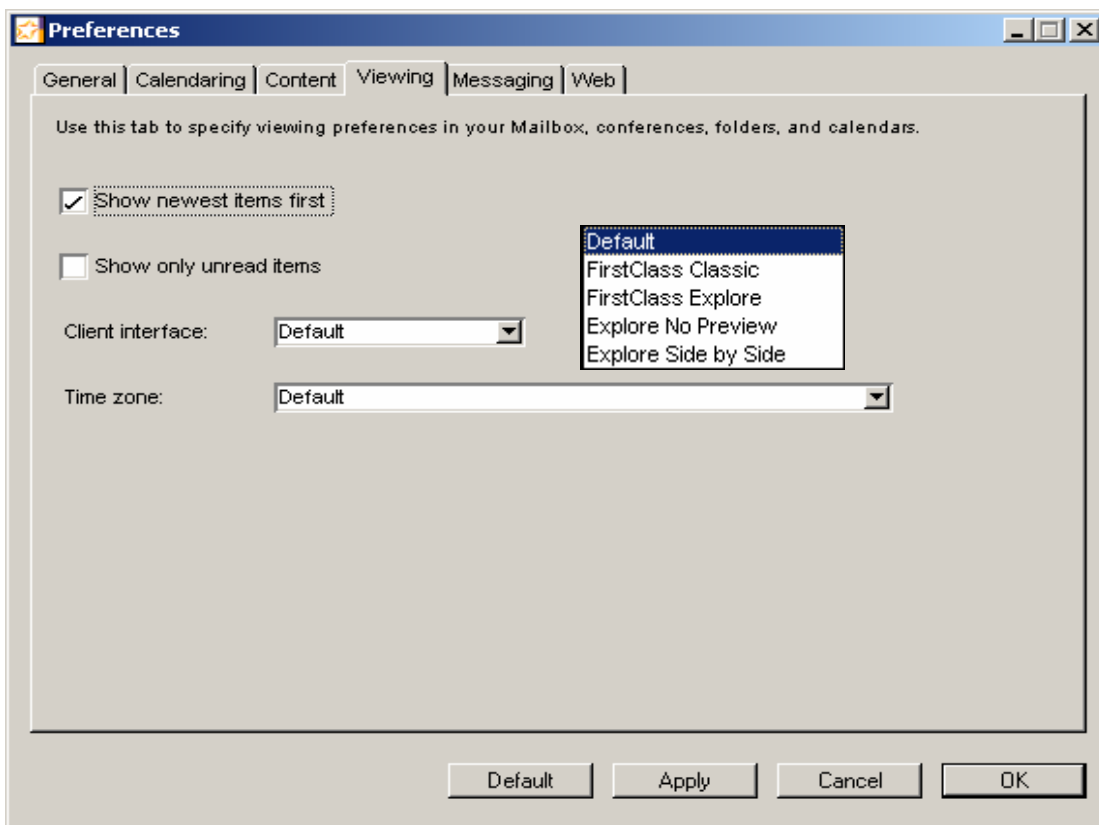 Preferences
General Calendaring Content Viewing Messaging Web
Use this tab to specify viewing preferences in your Mailbox, conferences, folders, and calendars.
Show newest items first
Show only unread items
Client interface: Default
Default
FirstClass Classic
FirstClass Explore
Explore No Preview
Explore Side by Side
Time zone: Default
Default Apply Cancel OK